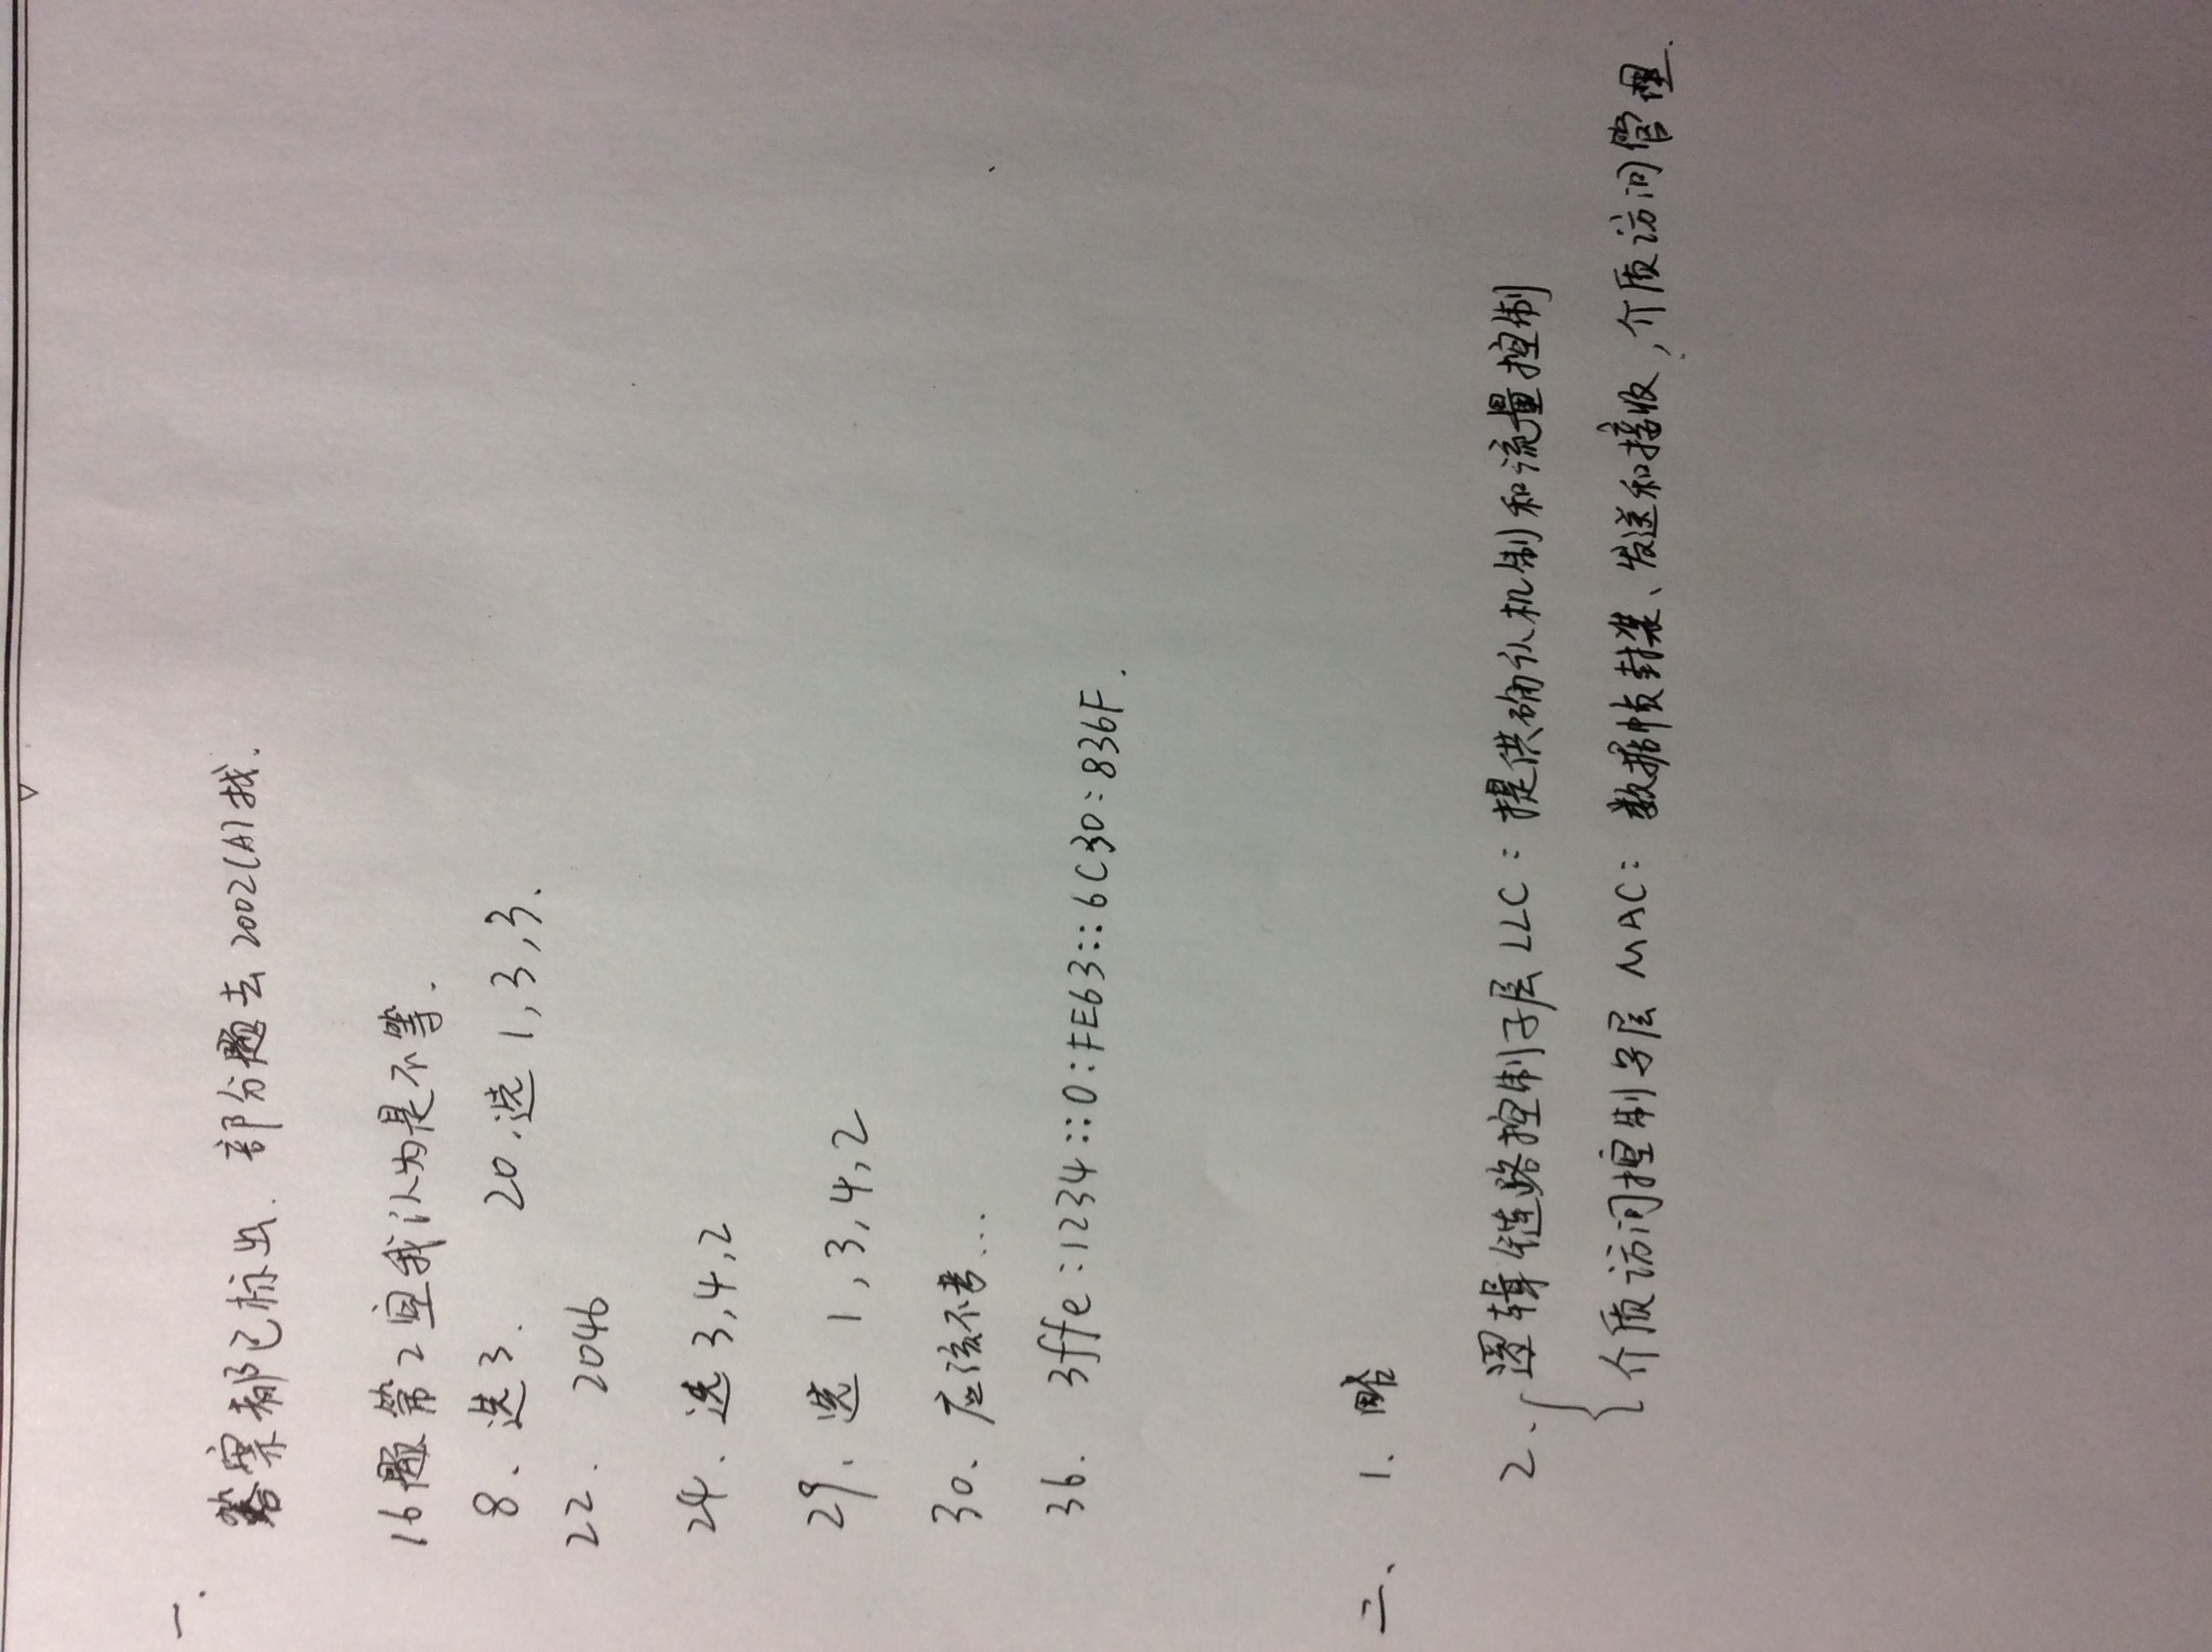 一、
答案都已标出. 部分题去2002(A)找.
16题第2空我认为是不等.
8、选3. 20.选 1,3,3.
22. 2046
24. 选3,4,2
29. 选 1,3,4,2
30、应该不考...
36. 3ffe:1234::0:FE63::6C30:836F.
二、 1、略
2、逻辑链路控制子层LLC: 提供确认机制和流量控制
介质访问控制子层 MAC: 数据帧封装、发送和接收,介质访问管理.